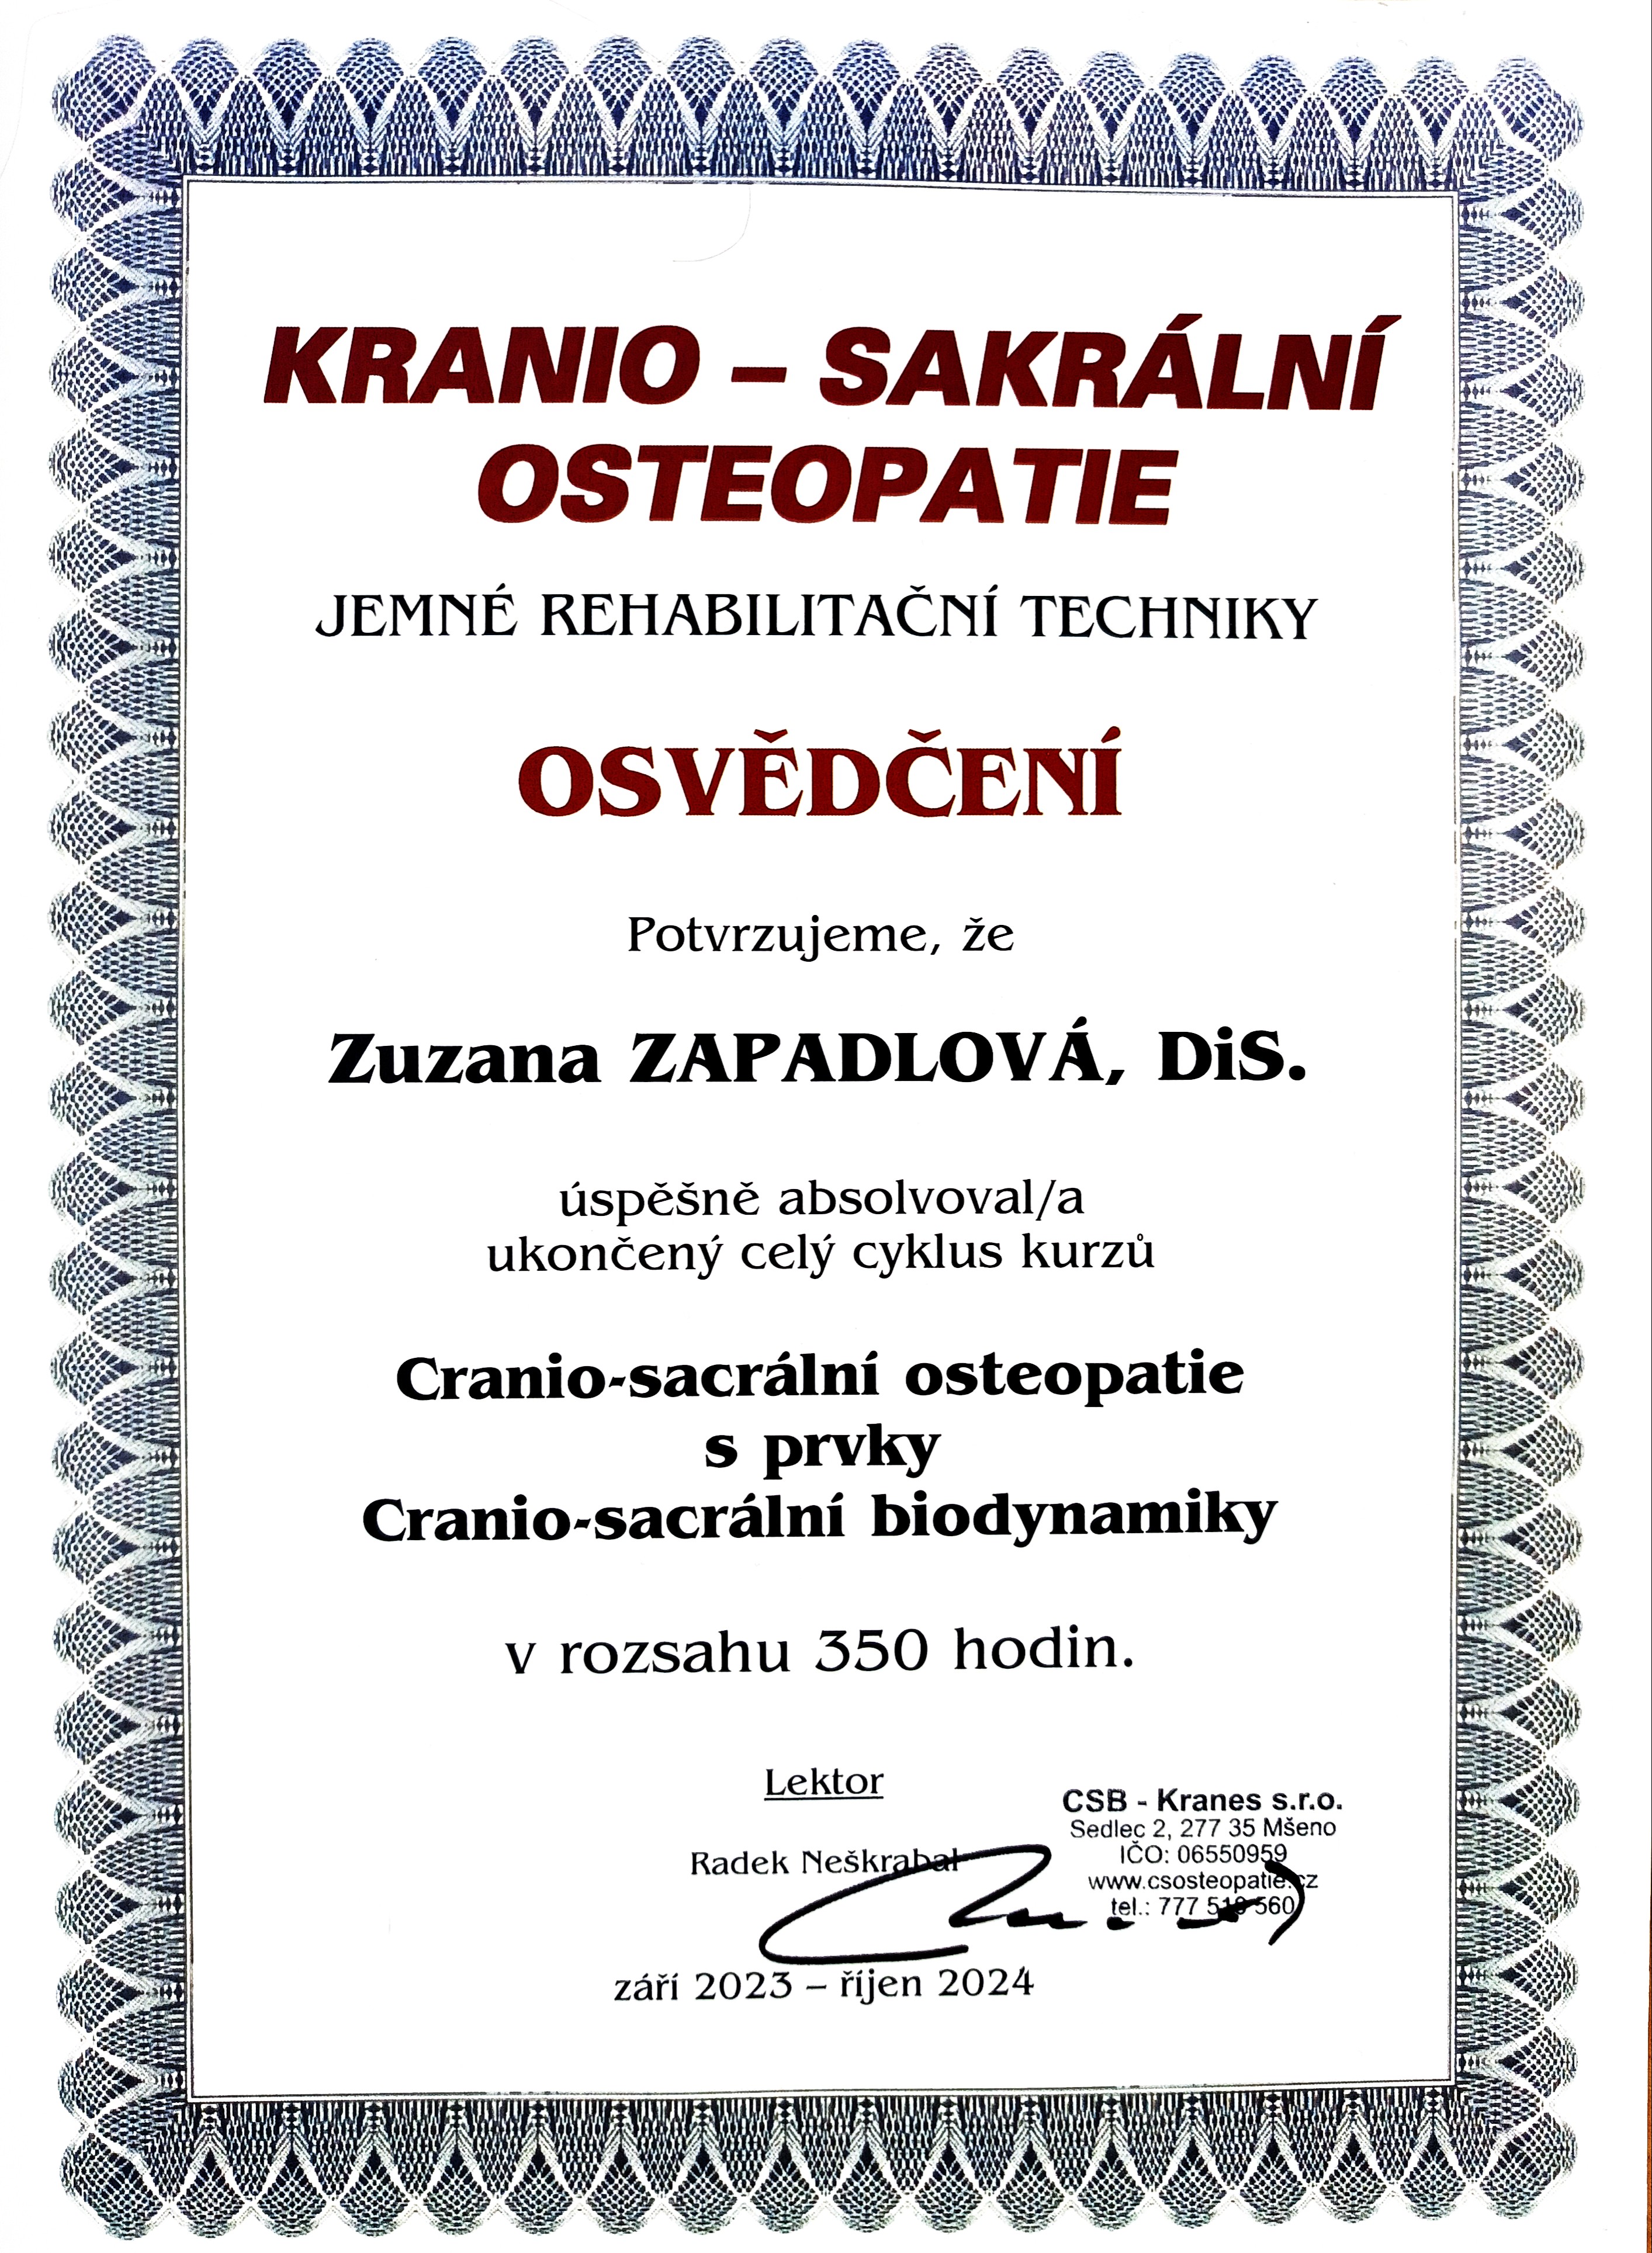 KRANIO – SAKRÁLNÍ
OSTEOPATIE
JEMNÉ REHABILITAČNÍ TECHNIKY
OSVĚDČENÍ
Potvrzujeme, že
Zuzana ZAPADLOVÁ, DiS.
úspěšně absolvoval/a
ukončený celý cyklus kurzů
Cranio-sacrální osteopatie
s prvky
Cranio-sacrální biodynamiky
v rozsahu 350 hodin.
Lektor
Radek Neškrabal
CSB - Kranes s.r.o.
Sedlec 2, 277 35 Mšeno
IČO: 06550959
www.csosteopatie.cz
tel.: 777 560
září 2023 – říjen 2024